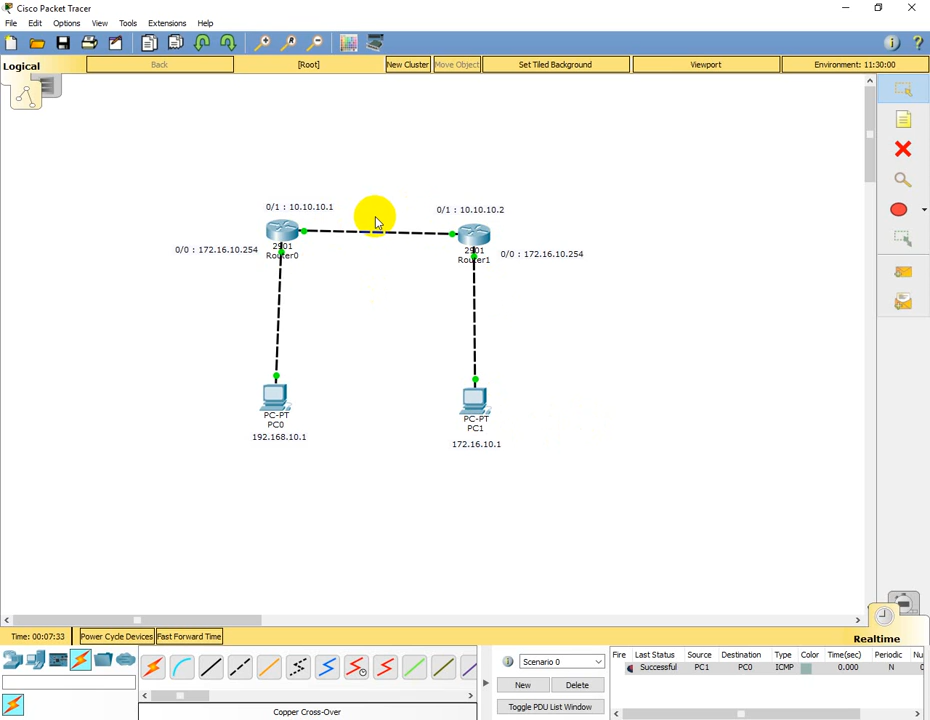 Cisco Packet Tracer
File Edit Options View Tools Extensions Help
Logical Back [Root] New Cluster Move Object Set Tiled Background Viewport Environment: 11:30:00
0/1 : 10.10.10.1
0/1 : 10.10.10.2
2901
Router0
0/0 : 172.16.10.254
2901
Router1
0/0 : 172.16.10.254
PC-PT
PC0
192.168.10.1
PC-PT
PC1
172.16.10.1
Time: 00:07:33 Power Cycle Devices Fast Forward Time
Realtime
Scenario 0
New Delete
Toggle PDU List Window
Fire Last Status Source Destination Type Color Time(sec) Periodic Nu
Successful PC1 PC0 ICMP 0.000 N 0
Copper Cross-Over